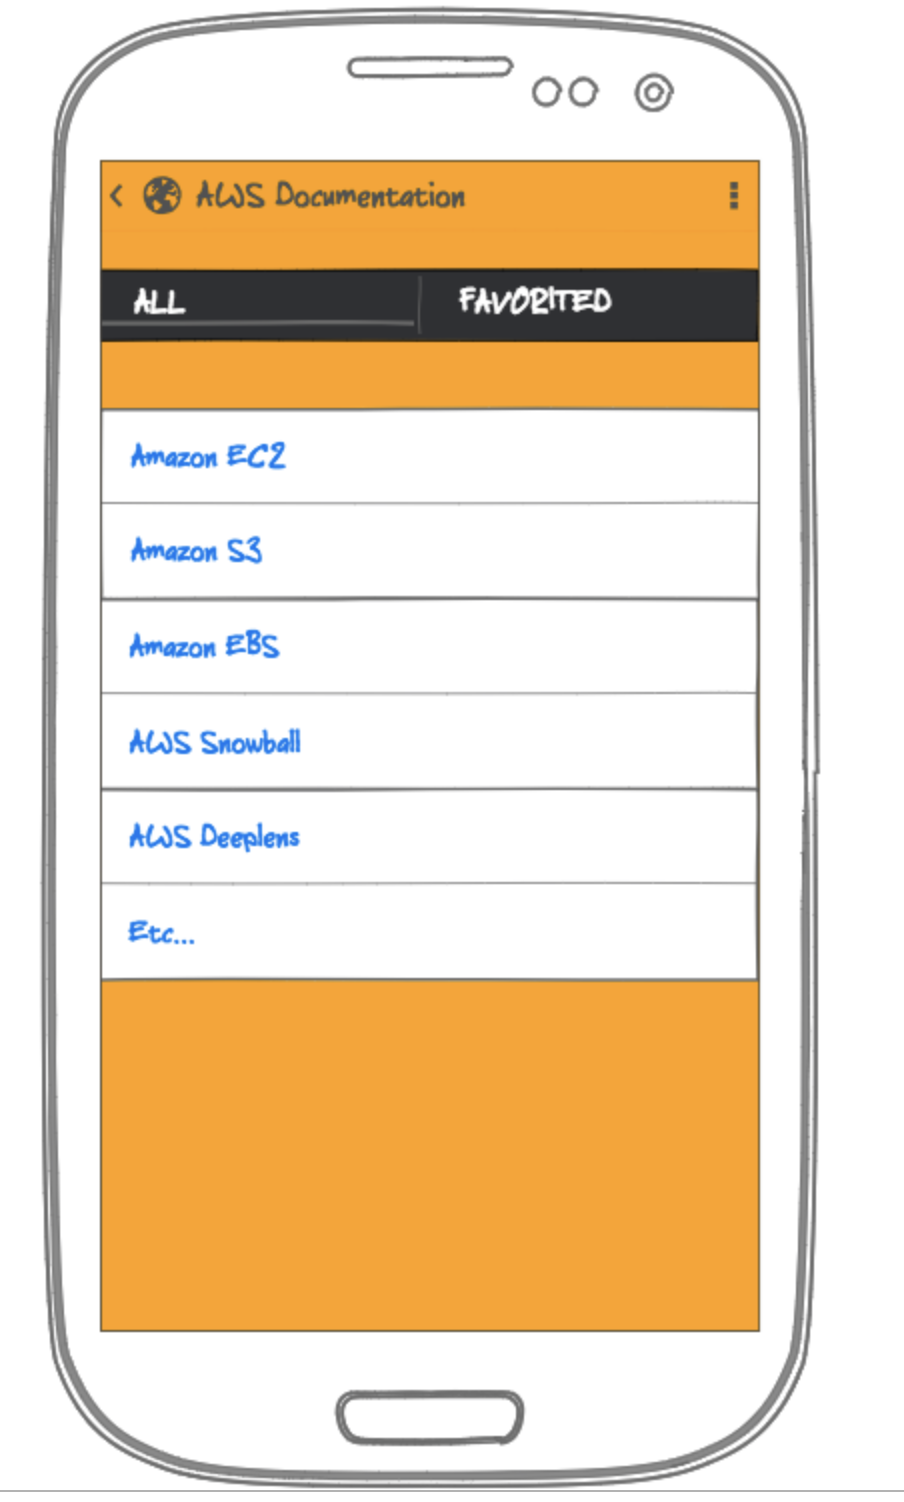 AWS Documentation
ALL FAVORITED
Amazon EC2
Amazon S3
Amazon EBS
AWS Snowball
AWS Deeplens
Etc...